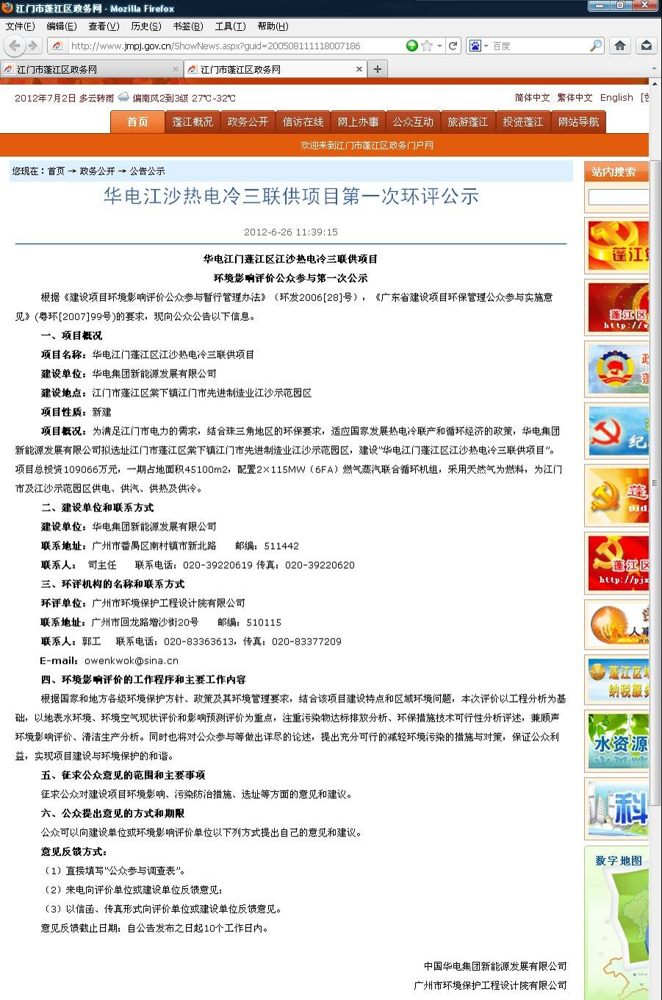 江门市蓬江区政务网 - Mozilla Firefox
文件(F) 编辑(E) 查看(V) 历史(S) 书签(B) 工具(T) 帮助(H)
http://www.jmpj.gov.cn/ShowNews.aspx?guid=200508111118007186
百度
江门市蓬江区政务网
江门市蓬江区政务网
2012年7月2日 多云转雨 偏南风2到3级 27℃-32℃
简体中文 繁体中文 English
首页 蓬江概况 政务公开 信访在线 网上办事 公众互动 旅游蓬江 投资蓬江 网站导航
欢迎来到江门市蓬江区政务门户网
您现在：首页 → 政务公开 → 公告公示
站内搜索
华电江沙热电冷三联供项目第一次环评公示
2012-6-26 11:39:15
华电江门蓬江区江沙热电冷三联供项目
环境影响评价公众参与第一次公示
根据《建设项目环境影响评价公众参与暂行管理办法》（环发2006[28]号），《广东省建设项目环保管理公众参与实施意
见》(粤环[2007]99号)的要求，现向公众公告以下信息。
一、项目概况
项目名称：华电江门蓬江区江沙热电冷三联供项目
建设单位：华电集团新能源发展有限公司
建设地点：江门市蓬江区棠下镇江门市先进制造业江沙示范园区
项目性质：新建
项目概况：为满足江门市电力的需求，结合珠三角地区的环保要求，适应国家发展热电冷联产和循环经济的政策，华电集团
新能源发展有限公司拟选址江门市蓬江区棠下镇江门市先进制造业江沙示范园区，建设“华电江门蓬江区江沙热电冷三联供项目”。
项目总投资109066万元，一期占地面积45100m2，配置2×115MW（6FA）燃气蒸汽联合循环机组，采用天然气为燃料，为江门
市及江沙示范园区供电、供汽、供热及供冷。
二、建设单位和联系方式
建设单位：华电集团新能源发展有限公司
联系地址：广州市番禺区南村镇市新北路 邮编：511442
联系人： 司主任 联系电话：020-39220619 传真：020-39220620
三、环评机构的名称和联系方式
环评单位：广州市环境保护工程设计院有限公司
联系地址：广州市回龙路增沙街20号 邮编：510115
联系人：郭工 联系电话：020-83363613，传真：020-83377209
E-mail：owenkwok@sina.cn
四、环境影响评价的工作程序和主要工作内容
根据国家和地方各级环境保护方针、政策及其环境管理要求，结合该项目建设特点和区域环境问题，本次评价以工程分析为基
础，以地表水环境、环境空气现状评价和影响预测评价为重点，注重污染物达标排放分析、环保措施技术可行性分析评述，兼顾声
环境影响评价、清洁生产分析。同时也将对公众参与等做出详尽的论述，提出充分可行的减轻环境污染的措施与对策，保证公众利
益，实现项目建设与环境保护的和谐。
五、征求公众意见的范围和主要事项
征求公众对建设项目环境影响、污染防治措施、选址等方面的意见和建议。
六、公众提出意见的方式和期限
公众可以向建设单位或环境影响评价单位以下列方式提出自己的意见和建议。
意见反馈方式：
（1）直接填写“公众参与调查表”。
（2）来电向评价单位或建设单位反馈意见；
（3）以信函、传真形式向评价单位或建设单位反馈意见。
意见反馈截止日期：自公告发布之日起10个工作日内。
中国华电集团新能源发展有限公司
广州市环境保护工程设计院有限公司
蓬江
蓬江区
http://
政
纪
蓬
蓬江区
http://pjx
人事
蓬江区
纳税服务
水资源
科
数字地图